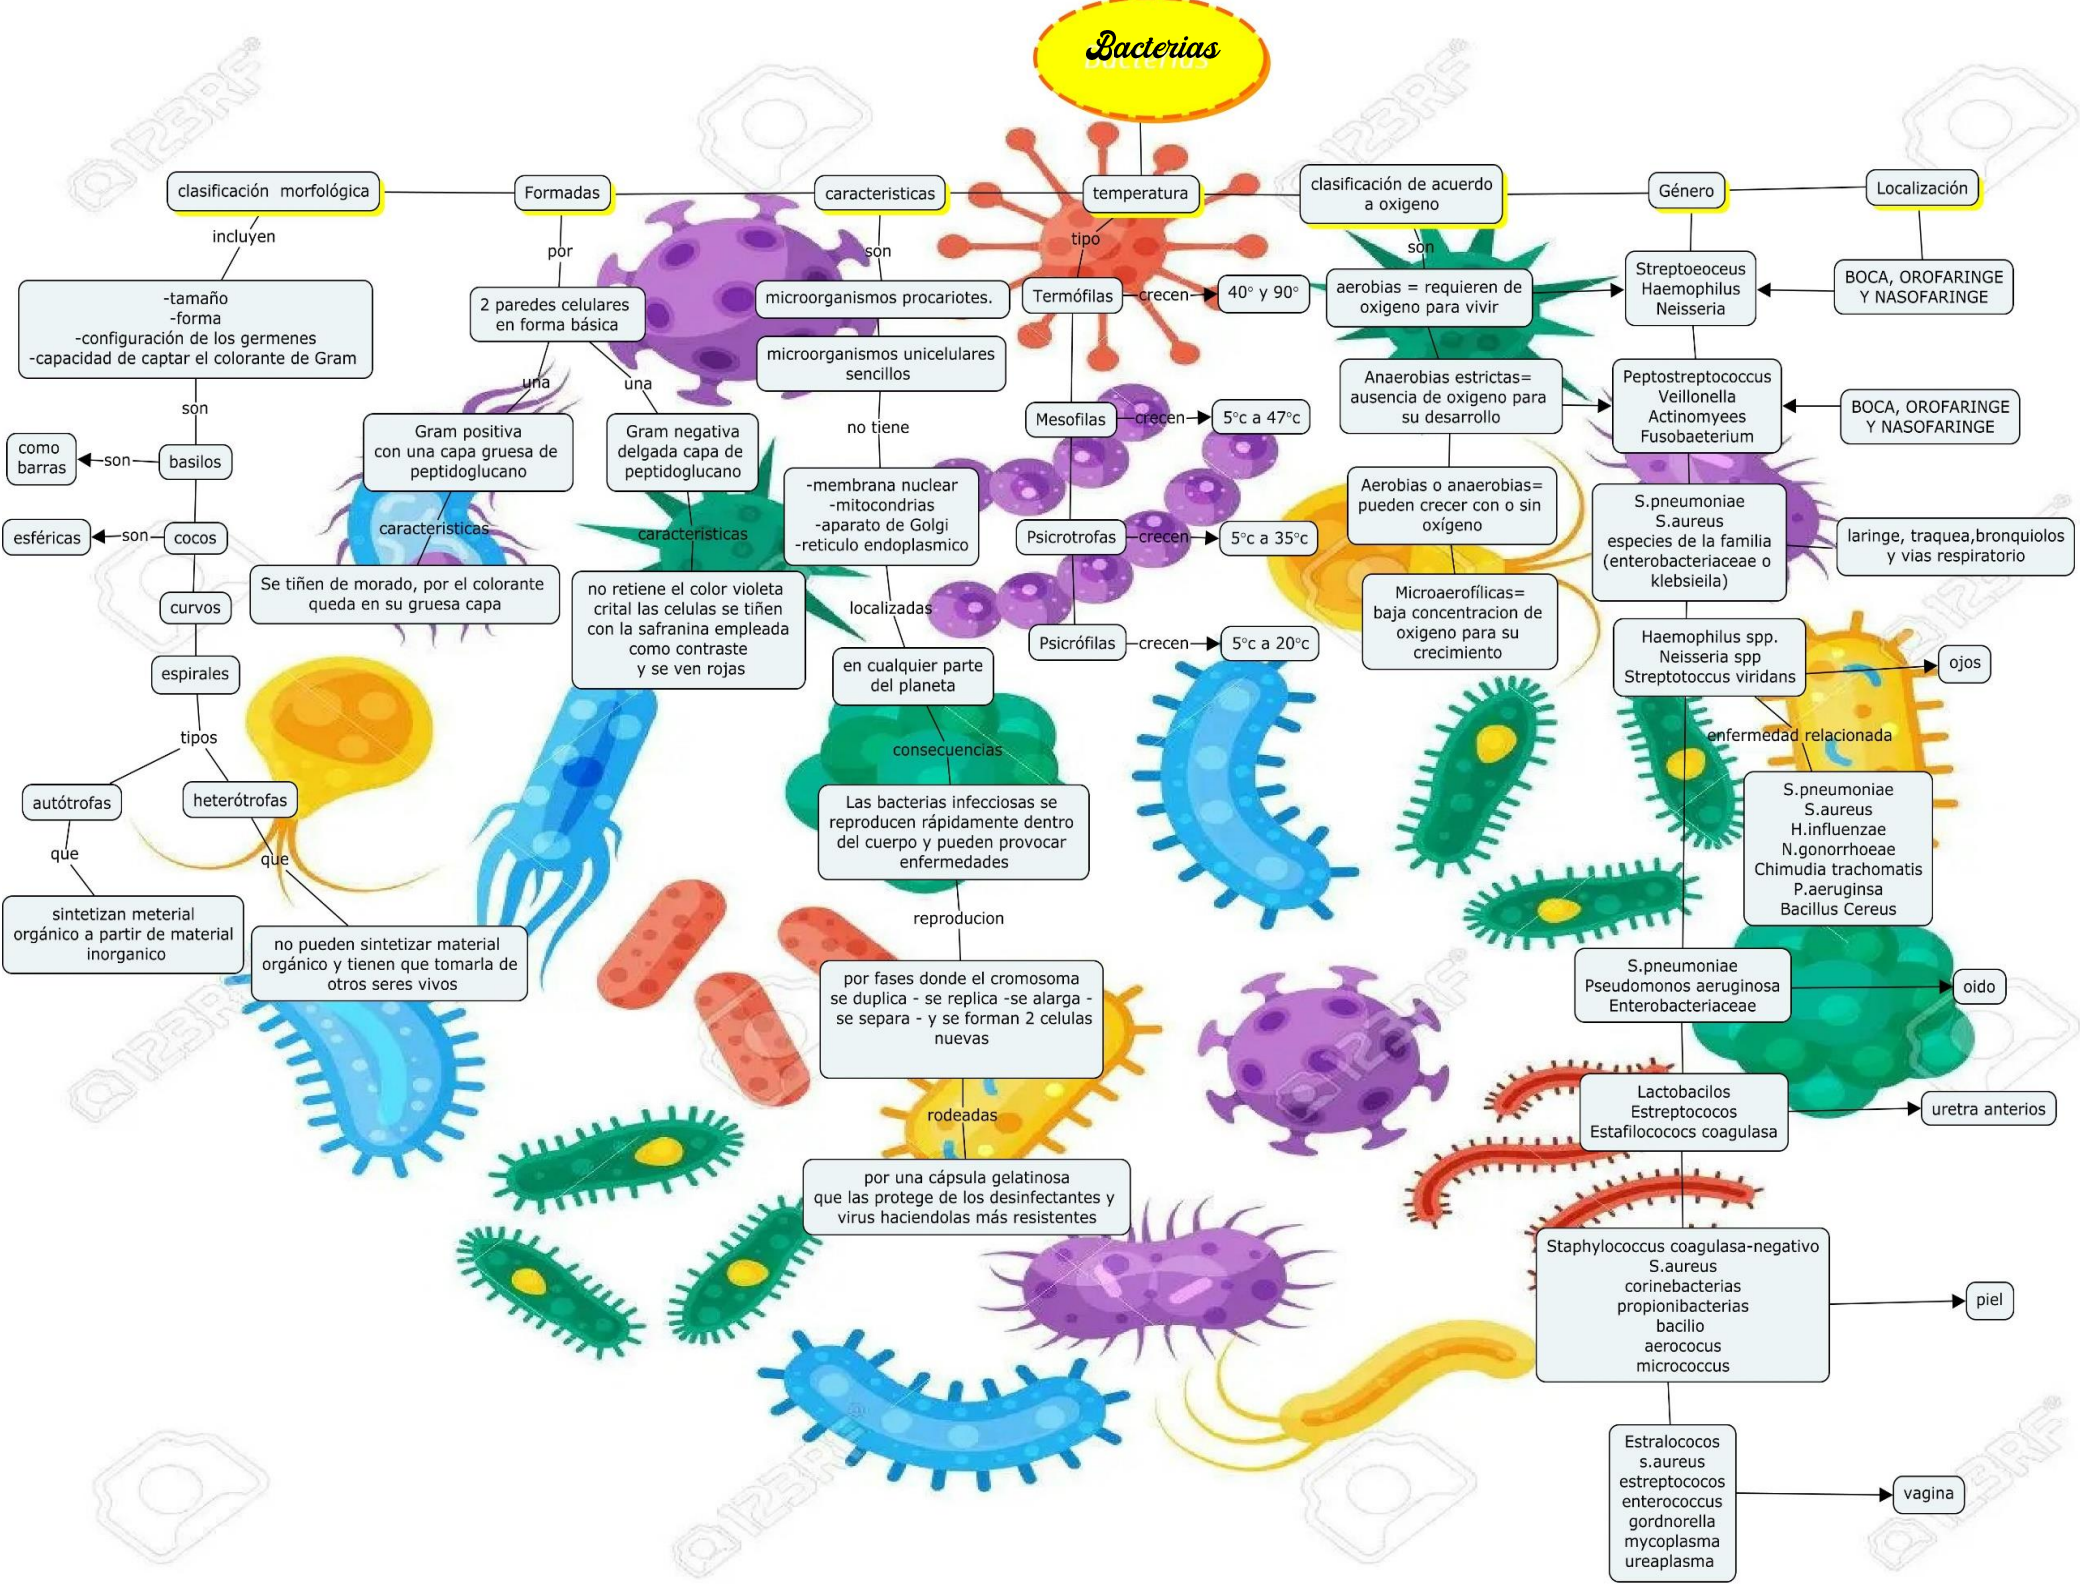 Bacterias
clasificación  morfológica
Formadas
caracteristicas
temperatura
clasificación de acuerdo
a oxigeno
Género
Localización
incluyen
-tamaño
-forma
-configuración de los germenes
-capacidad de captar el colorante de Gram
son
basilos
son
como
barras
cocos
son
esféricas
curvos
espirales
tipos
autótrofas
que
sintetizan meterial
orgánico a partir de material
inorganico
heterótrofas
que
no pueden sintetizar material
orgánico y tienen que tomarla de
otros seres vivos
por
2 paredes celulares
en forma básica
una
Gram positiva
con una capa gruesa de
peptidoglucano
caracteristicas
Se tiñen de morado, por el colorante
queda en su gruesa capa
una
Gram negativa
delgada capa de
peptidoglucano
caracteristicas
no retiene el color violeta
crital las celulas se tiñen
con la safranina empleada
como contraste
y se ven rojas
son
microorganismos procariotes.
microorganismos unicelulares
sencillos
no tiene
-membrana nuclear
-mitocondrias
-aparato de Golgi
-reticulo endoplasmico
localizadas
en cualquier parte
del planeta
consecuencias
Las bacterias infecciosas se
reproducen rápidamente dentro
del cuerpo y pueden provocar
enfermedades
reproducion
por fases donde el cromosoma
se duplica - se replica -se alarga -
se separa - y se forman 2 celulas
nuevas
rodeadas
por una cápsula gelatinosa
que las protege de los desinfectantes y
virus haciendolas más resistentes
tipo
Termófilas
crecen
40° y 90°
Mesofilas
crecen
5°c a 47°c
Psicrotrofas
crecen
5°c a 35°c
Psicrófilas
crecen
5°c a 20°c
son
aerobias = requieren de
oxigeno para vivir
Anaerobias estrictas=
ausencia de oxigeno para
su desarrollo
Aerobias o anaerobias=
pueden crecer con o sin
oxígeno
Microaerofílicas=
baja concentracion de
oxigeno para su
crecimiento
Streptoeoceus
Haemophilus
Neisseria
BOCA, OROFARINGE
Y NASOFARINGE
Peptostreptococcus
Veillonella
Actinomyees
Fusobaeterium
BOCA, OROFARINGE
Y NASOFARINGE
S.pneumoniae
S.aureus
especies de la familia
(enterobacteriaceae o
klebsieila)
laringe, traquea,bronquiolos
y vias respiratorio
Haemophilus spp.
Neisseria spp
Streptotoccus viridans
ojos
enfermedad relacionada
S.pneumoniae
S.aureus
H.influenzae
N.gonorrhoeae
Chimudia trachomatis
P.aeruginsa
Bacillus Cereus
S.pneumoniae
Pseudomonos aeruginosa
Enterobacteriaceae
oido
Lactobacilos
Estreptococos
Estafilococcs coagulasa
uretra anterios
Staphylococcus coagulasa-negativo
S.aureus
corinebacterias
propionibacterias
bacilio
aerococus
micrococcus
piel
Estralococos
s.aureus
estreptococos
enterococcus
gordnorella
mycoplasma
ureaplasma
vagina
123RF
123RF
123RF
123RF
123RF
123RF
123RF